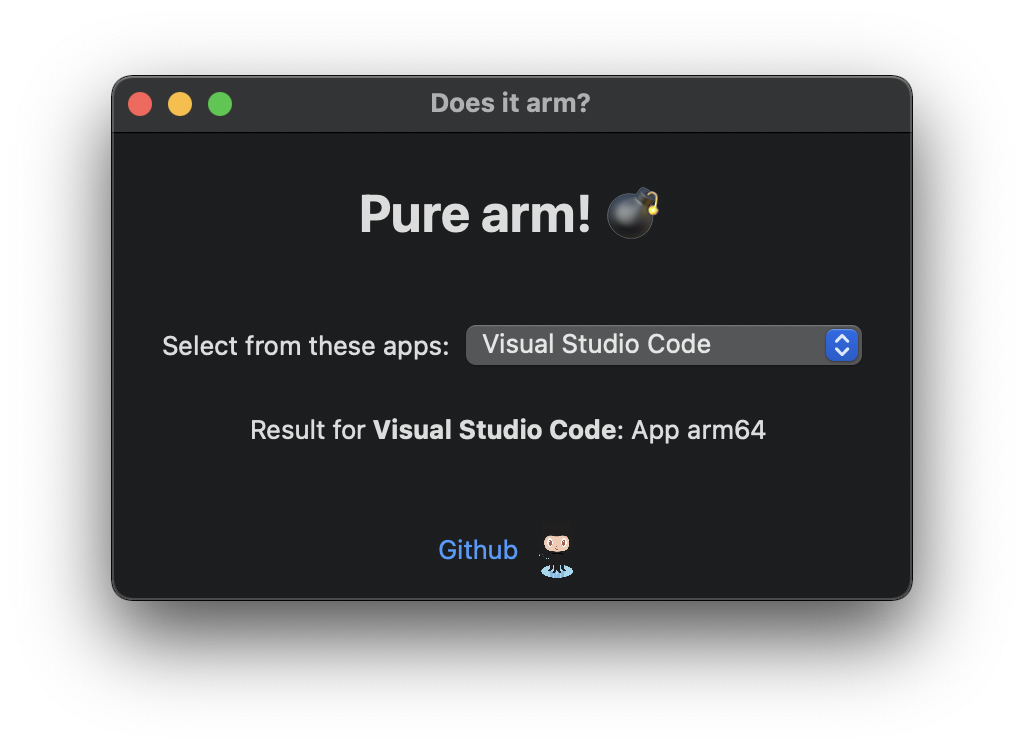 Does it arm?
Pure arm! 💣
Select from these apps: Visual Studio Code
Result for Visual Studio Code: App arm64
Github